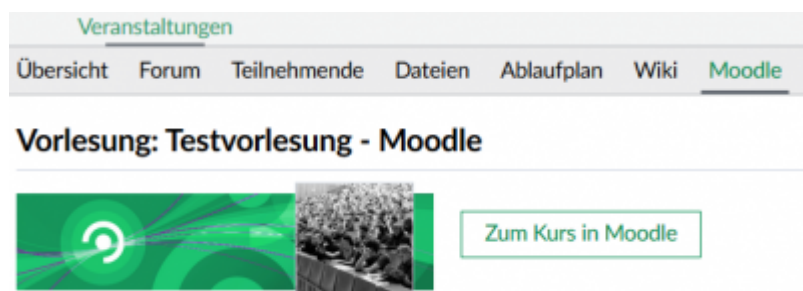 Veranstaltungen
Übersicht Forum Teilnehmende Dateien Ablaufplan Wiki Moodle
Vorlesung: Testvorlesung - Moodle
Zum Kurs in Moodle